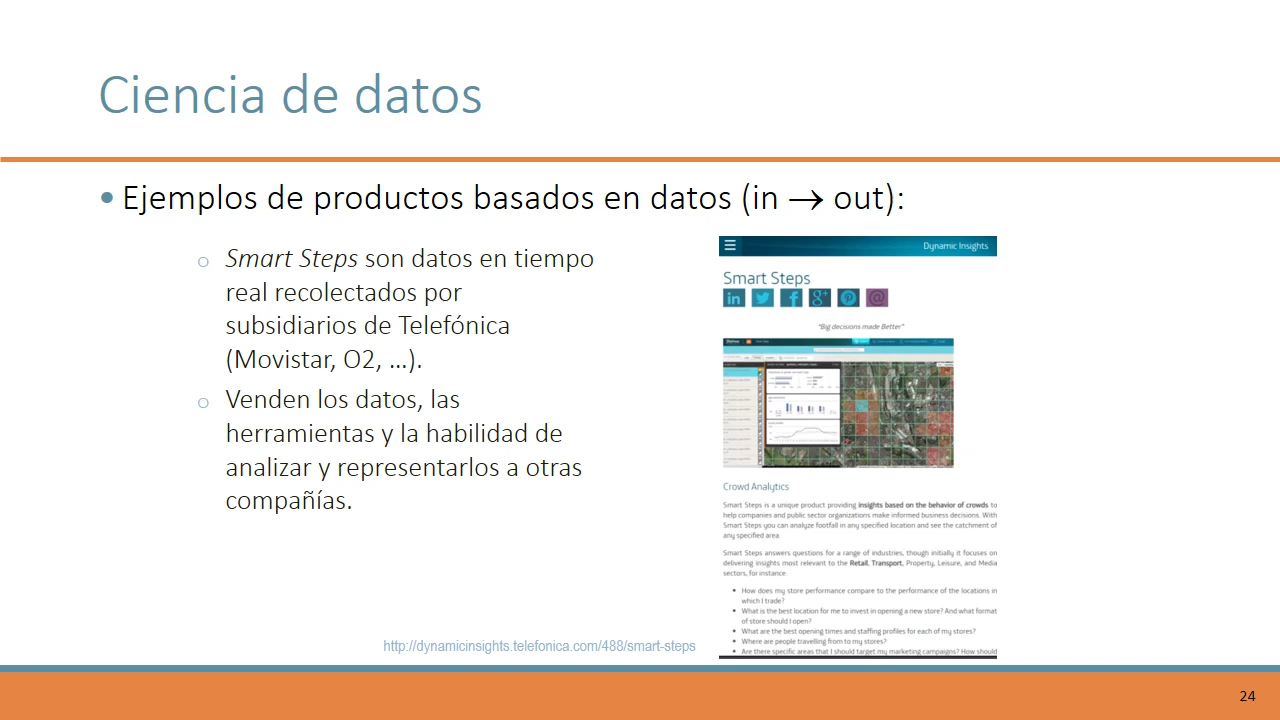 Ciencia de datos
• Ejemplos de productos basados en datos (in → out):
o Smart Steps son datos en tiempo
real recolectados por
subsidiarios de Telefónica
(Movistar, O2, …).
o Venden los datos, las
herramientas y la habilidad de
analizar y representarlos a otras
compañías.
http://dynamicinsights.telefonica.com/488/smart-steps
Dynamic Insights
Smart Steps
"Big decisions made Better"
Crowd Analytics
Smart Steps is a unique product providing insights based on the behavior of crowds to
help companies and public sector organizations make informed business decisions. With
Smart Steps you can analyze footfall in any specified location and see the catchment of
any specified area
Smart Steps answers questions for a range of industries, though initially it focuses on
delivering insights most relevant to the Retail, Transport, Property, Leisure, and Media
sectors, for instance:
• How does my store performance compare to the performance of the locations in
which I trade?
• What is the best location for me to invest in opening a new store? And what format
of store should I open?
• What are the best opening times and staffing profiles for each of my stores?
• Where are people travelling from to my stores?
• Are there specific areas that I should target my marketing campaigns? How should
24